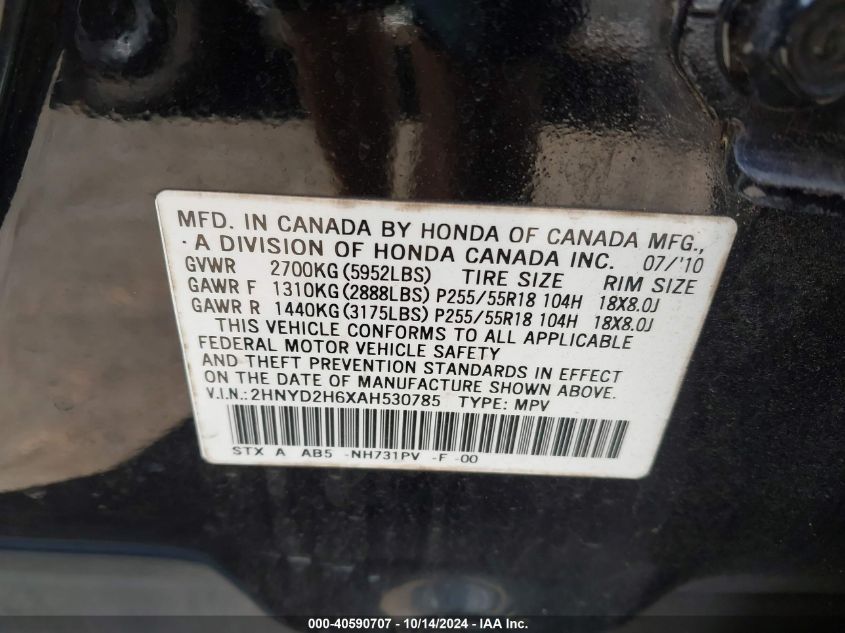 MFD. IN CANADA BY HONDA OF CANADA MFG.,
A DIVISION OF HONDA CANADA INC. 07/'10
GVWR 2700KG(5952LBS) TIRE SIZE RIM SIZE
GAWR F 1310KG(2888LBS) P255/55R18 104H 18X8.0J
GAWR R 1440KG(3175LBS) P255/55R18 104H 18X8.0J
THIS VEHICLE CONFORMS TO ALL APPLICABLE
FEDERAL MOTOR VEHICLE SAFETY
AND THEFT PREVENTION STANDARDS IN EFFECT
ON THE DATE OF MANUFACTURE SHOWN ABOVE.
V.I.N.:2HNYD2H6XAH530785 TYPE: MPV
STX A AB5 -NH731PV -F -00
000-40590707 - 10/14/2024 - IAA Inc.